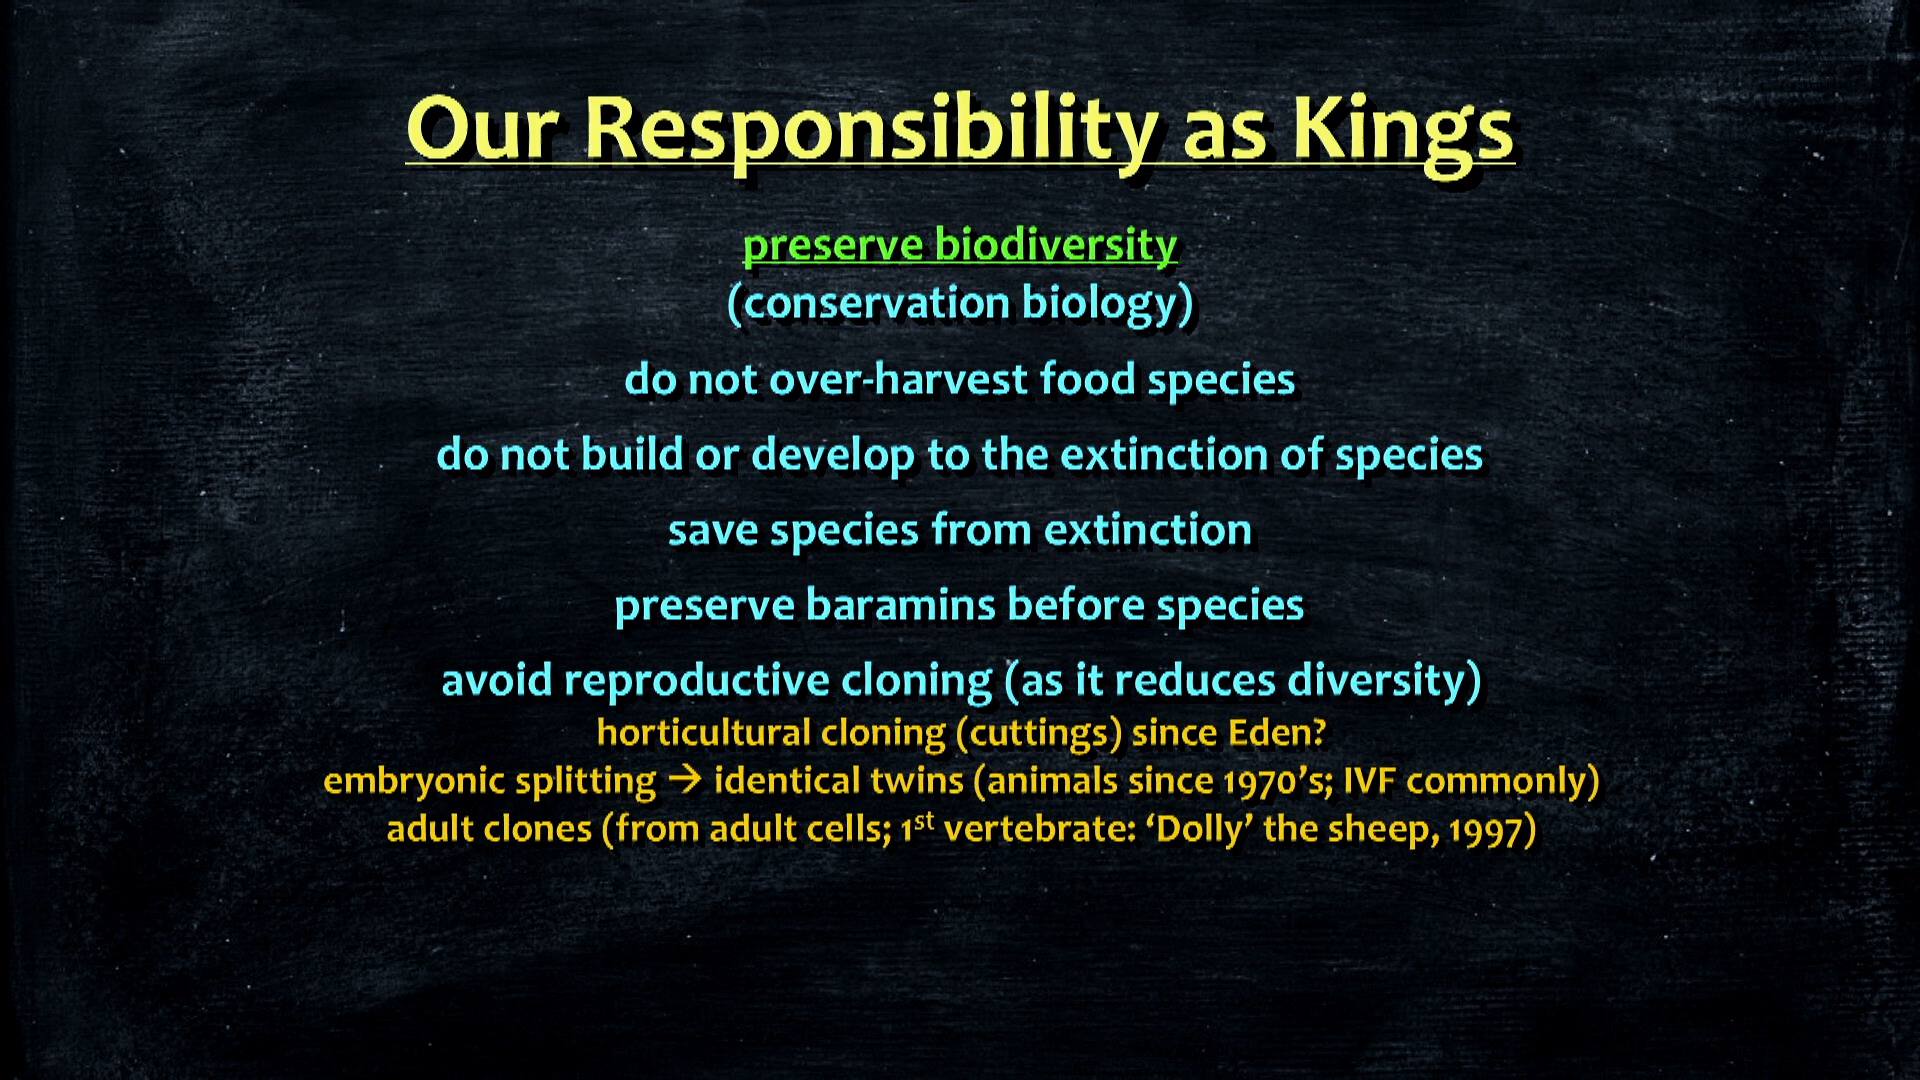 Our Responsibility as Kings
preserve biodiversity
(conservation biology)
do not over-harvest food species
do not build or develop to the extinction of species
save species from extinction
preserve baramins before species
avoid reproductive cloning (as it reduces diversity)
horticultural cloning (cuttings) since Eden?
embryonic splitting → identical twins (animals since 1970’s; IVF commonly)
adult clones (from adult cells; 1st vertebrate: ‘Dolly’ the sheep, 1997)